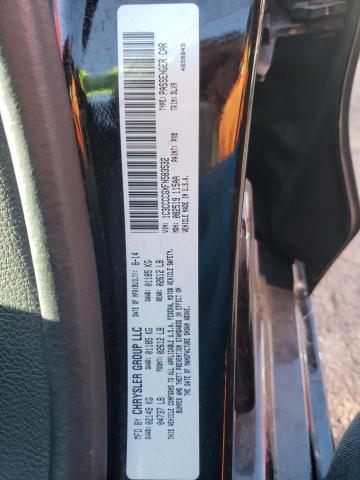 MFD BY CHRYSLER GROUP LLC
DATE OF MFR/BUILT: 8-14
GVWR: 02149 KG
04737 LB
GAWR: 01185 KG
FRONT: 02612 LB
GAWR: 01185 KG
REAR: 02612 LB
THIS VEHICLE CONFORMS TO ALL APPLICABLE U.S.A. FEDERAL MOTOR VEHICLE SAFETY,
BUMPER AND THEFT PREVENTION STANDARDS IN EFFECT ON
THE DATE OF MANUFACTURE SHOWN ABOVE.
VIN: 1C3CCCCG9FN583532
TYPE: PASSENGER CAR
PAINT: PX8
TRIM: DLX9
MDH: 082519 115AA
VEHICLE MADE IN U.S.A.
4658843